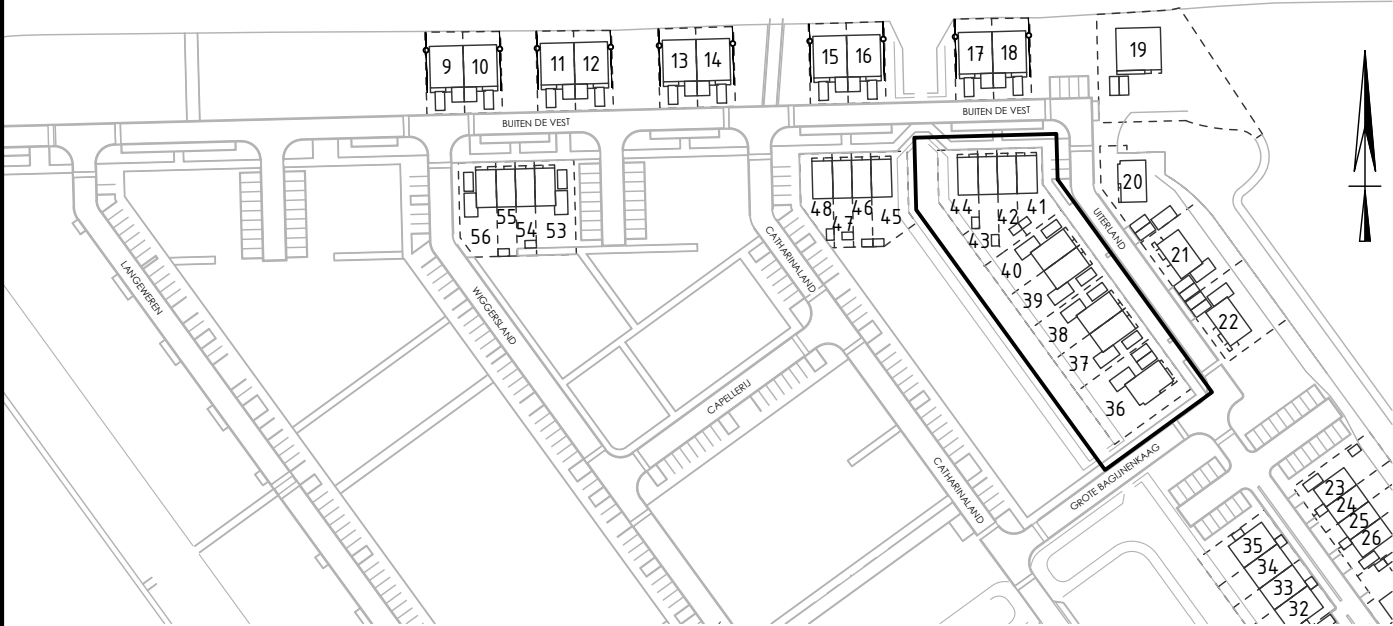 9 10 11 12 13 14 15 16 17 18 19
BUITEN DE VEST
BUITEN DE VEST
20
21
22
48 47 46 45
44 43 42 41
40
39
38
37
36
56 55 54 53
UITERLAND
CATHARINALAND
LANGEWEREN
WIGGERSLAND
CAPELLERIJ
CATHARINALAND
GROTE BAGIJNENKAAG
23
24
25
26
35
34
33
32